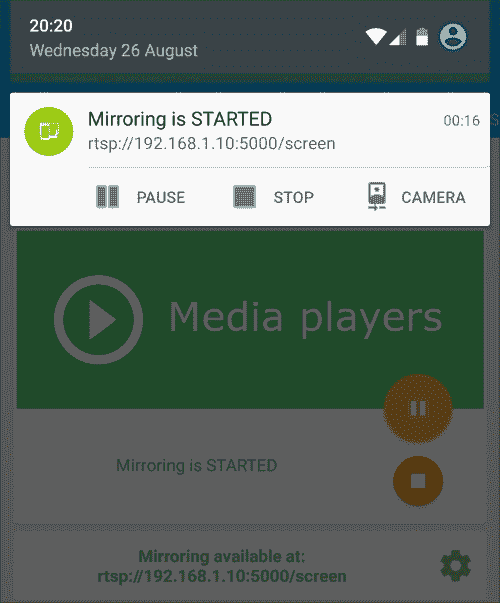 20:20
Wednesday 26 August
Mirroring is STARTED 00:16
rtsp://192.168.1.10:5000/screen
PAUSE STOP CAMERA
Media players
Mirroring is STARTED
Mirroring available at:
rtsp://192.168.1.10:5000/screen